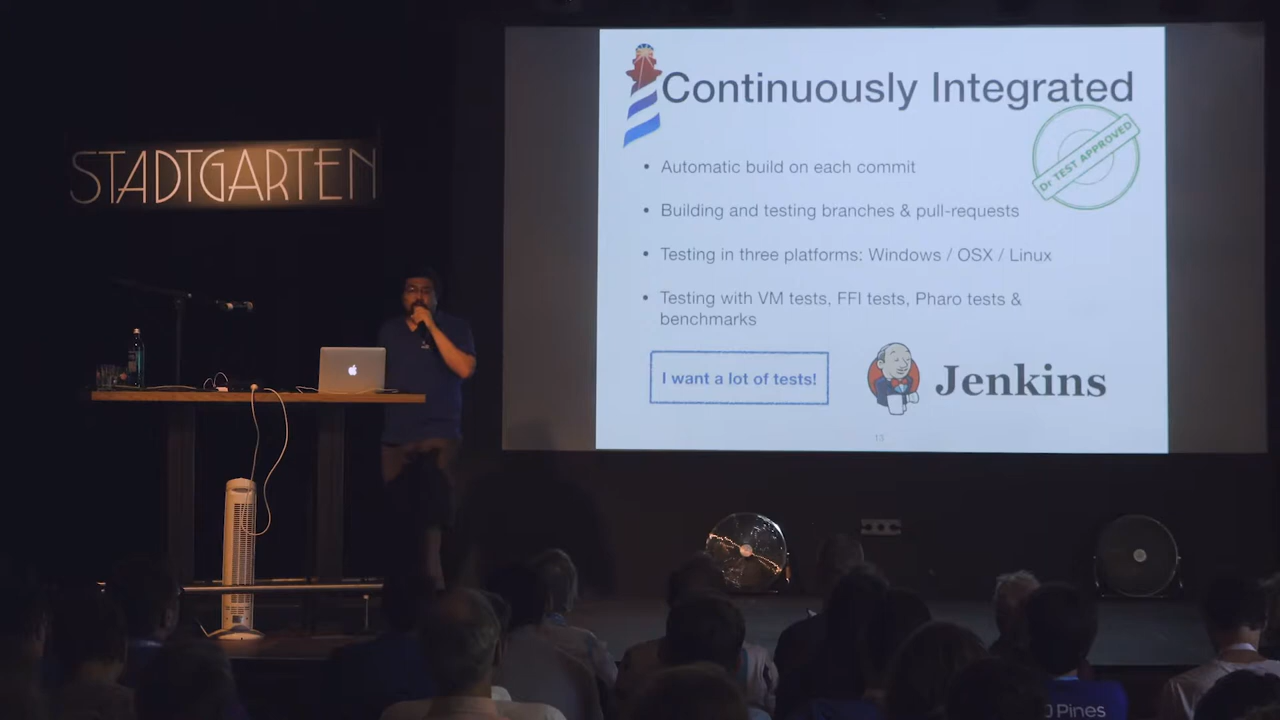 STADTGARTEN
Continuously Integrated
Dr TEST APPROVED
• Automatic build on each commit
• Building and testing branches & pull-requests
• Testing in three platforms: Windows / OSX / Linux
• Testing with VM tests, FFI tests, Pharo tests &
benchmarks
I want a lot of tests!
Jenkins
13
J Pines